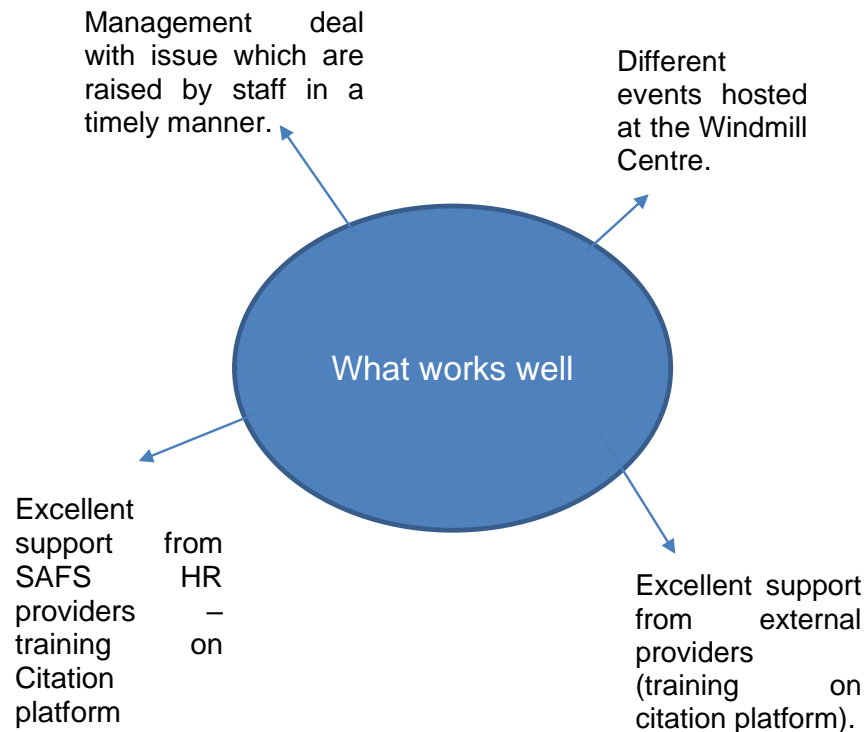 Management deal
with issue which are
raised by staff in a
timely manner.
Different
events hosted
at the Windmill
Centre.
What works well
Excellent
support from
SAFS HR
providers –
training on
Citation
platform
Excellent support
from external
providers
(training on
citation platform).